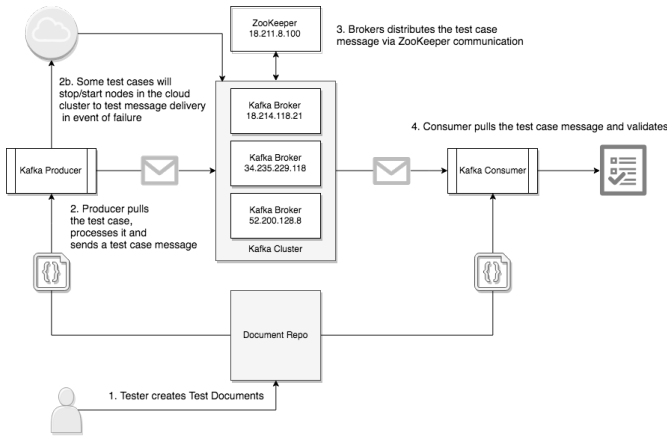 ZooKeeper
18.211.8.100
3. Brokers distributes the test case
message via ZooKeeper communication
2b. Some test cases will
stop/start nodes in the cloud
cluster to test message delivery
in event of failure
Kafka Broker
18.214.118.21
4. Consumer pulls the test case message and validates
Kafka Producer
Kafka Broker
34.235.229.118
Kafka Consumer
2. Producer pulls
the test case,
processes it and
sends a test case message
Kafka Broker
52.200.128.8
Kafka Cluster
{}
{}
Document Repo
1. Tester creates Test Documents